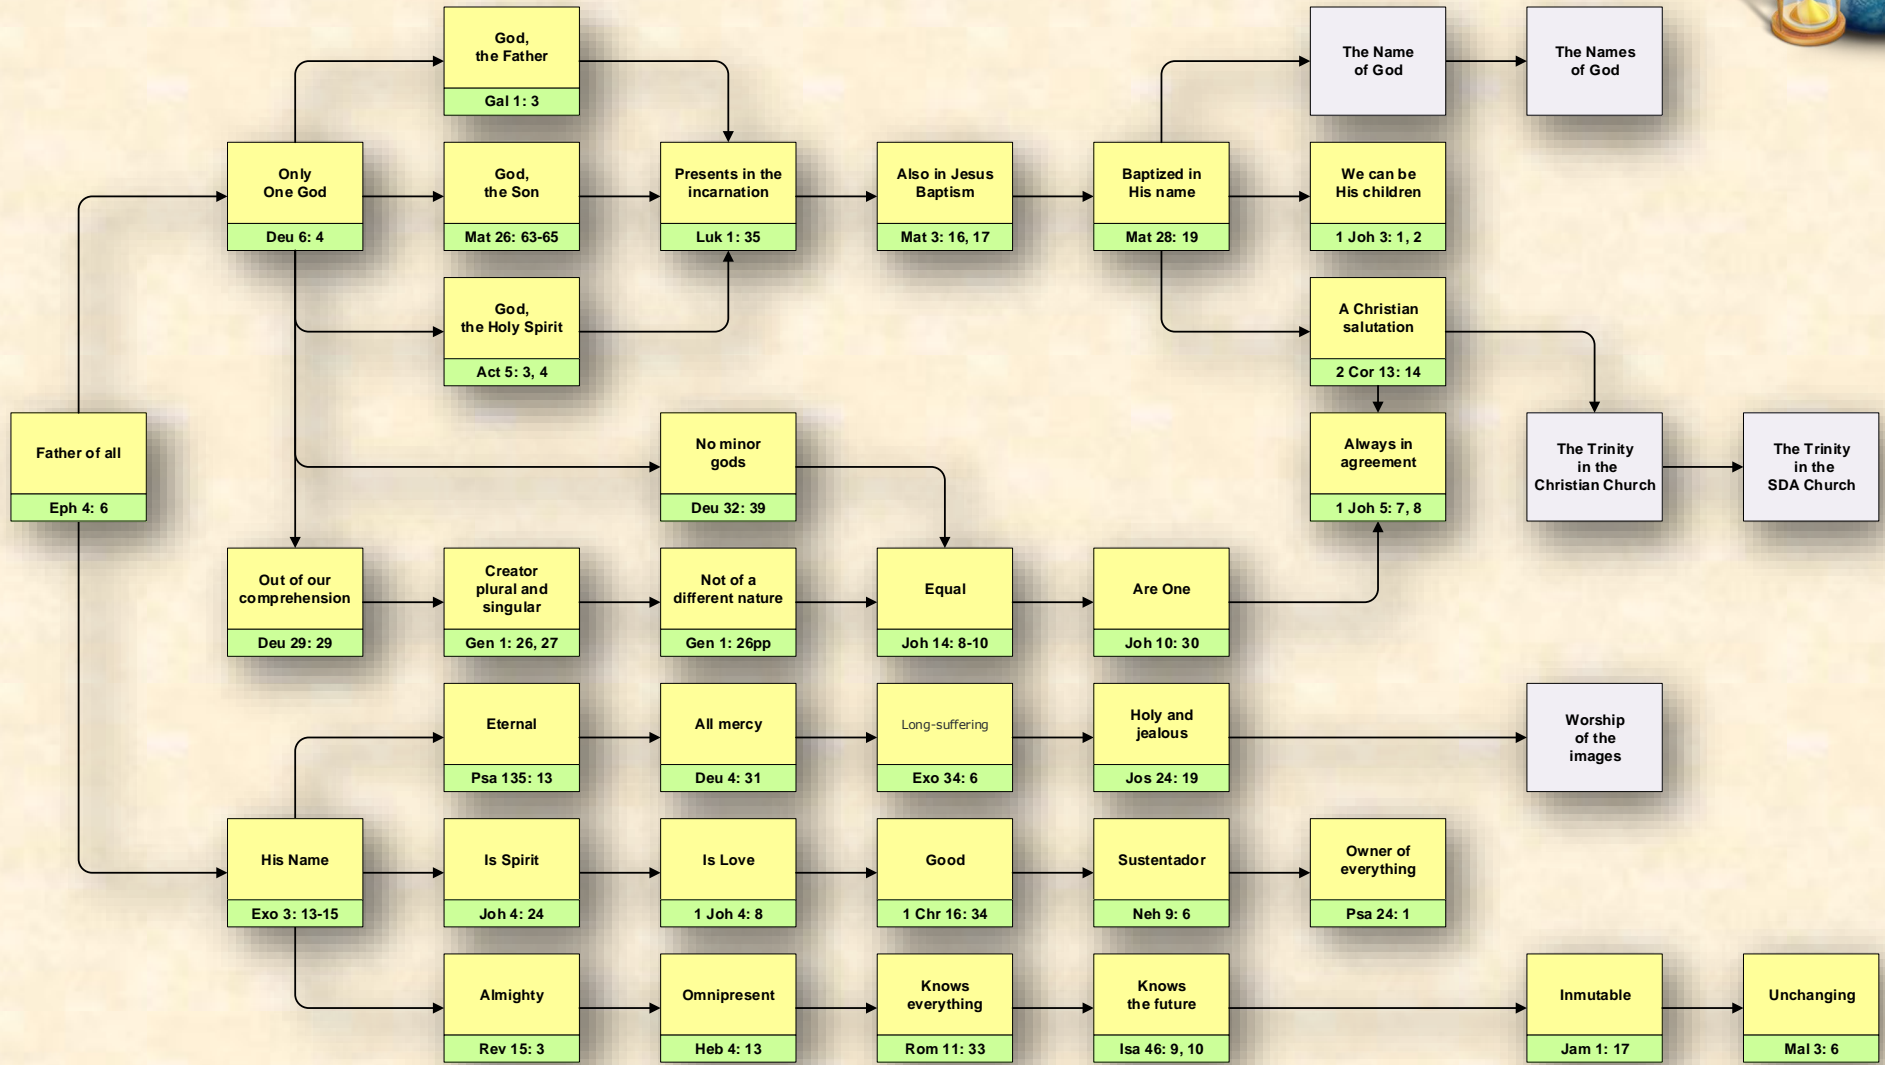 God,
the Father
Gal 1: 3
The Name
of God
The Names
of God
Only
One God
Deu 6: 4
God,
the Son
Mat 26: 63-65
Presents in the
incarnation
Luk 1: 35
Also in Jesus
Baptism
Mat 3: 16, 17
Baptized in
His name
Mat 28: 19
We can be
His children
1 Joh 3: 1, 2
God,
the Holy Spirit
Act 5: 3, 4
A Christian
salutation
2 Cor 13: 14
Father of all
Eph 4: 6
No minor
gods
Deu 32: 39
Always in
agreement
1 Joh 5: 7, 8
The Trinity
in the
Christian Church
The Trinity
in the
SDA Church
Out of our
comprehension
Deu 29: 29
Creator
plural and
singular
Gen 1: 26, 27
Not of a
different nature
Gen 1: 26pp
Equal
Joh 14: 8-10
Are One
Joh 10: 30
Eternal
Psa 135: 13
All mercy
Deu 4: 31
Long-suffering
Exo 34: 6
Holy and
jealous
Jos 24: 19
Worship
of the
images
His Name
Exo 3: 13-15
Is Spirit
Joh 4: 24
Is Love
1 Joh 4: 8
Good
1 Chr 16: 34
Sustentador
Neh 9: 6
Owner of
everything
Psa 24: 1
Almighty
Rev 15: 3
Omnipresent
Heb 4: 13
Knows
everything
Rom 11: 33
Knows
the future
Isa 46: 9, 10
Inmutable
Jam 1: 17
Unchanging
Mal 3: 6